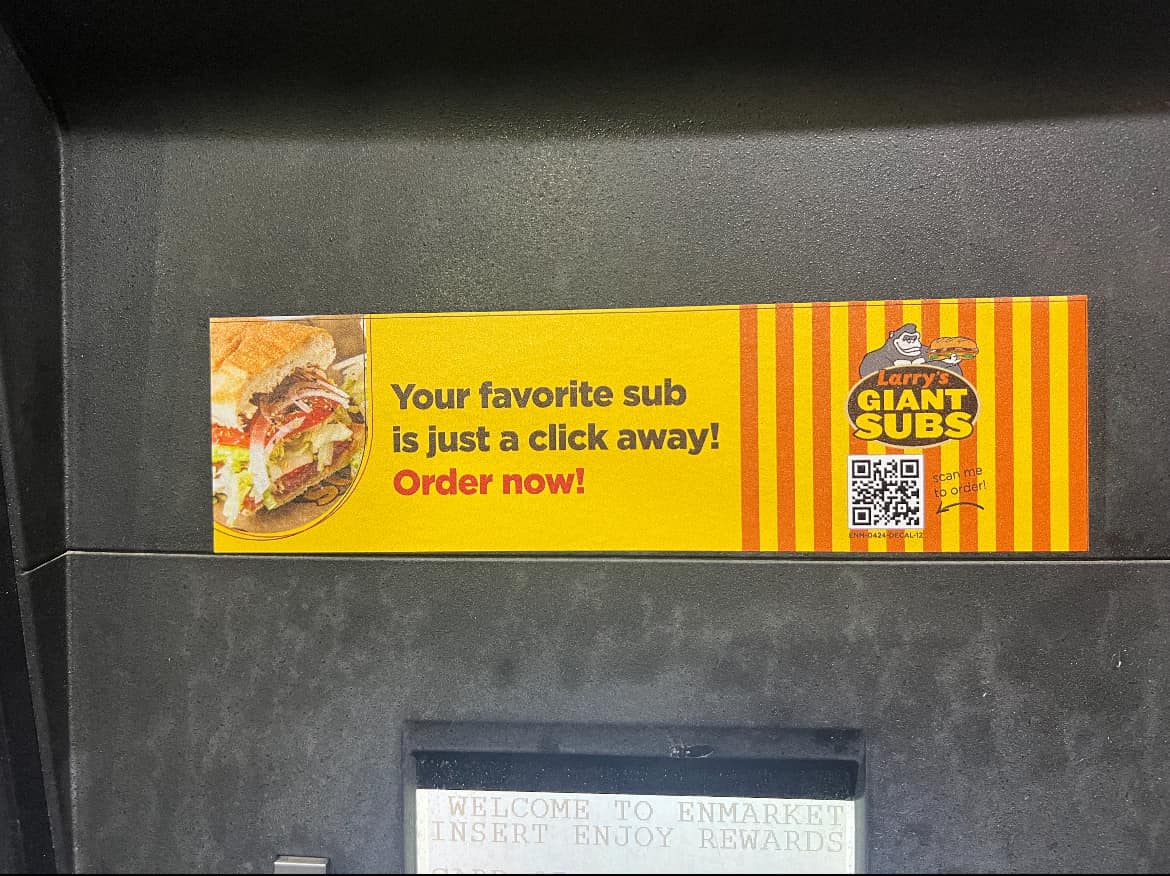 Your favorite sub
is just a click away!
Order now!
Larry's
GIANT
SUBS
scan me
to order!
ENM-0424-DECAL-12
WELCOME TO ENMARKET
INSERT ENJOY REWARDS